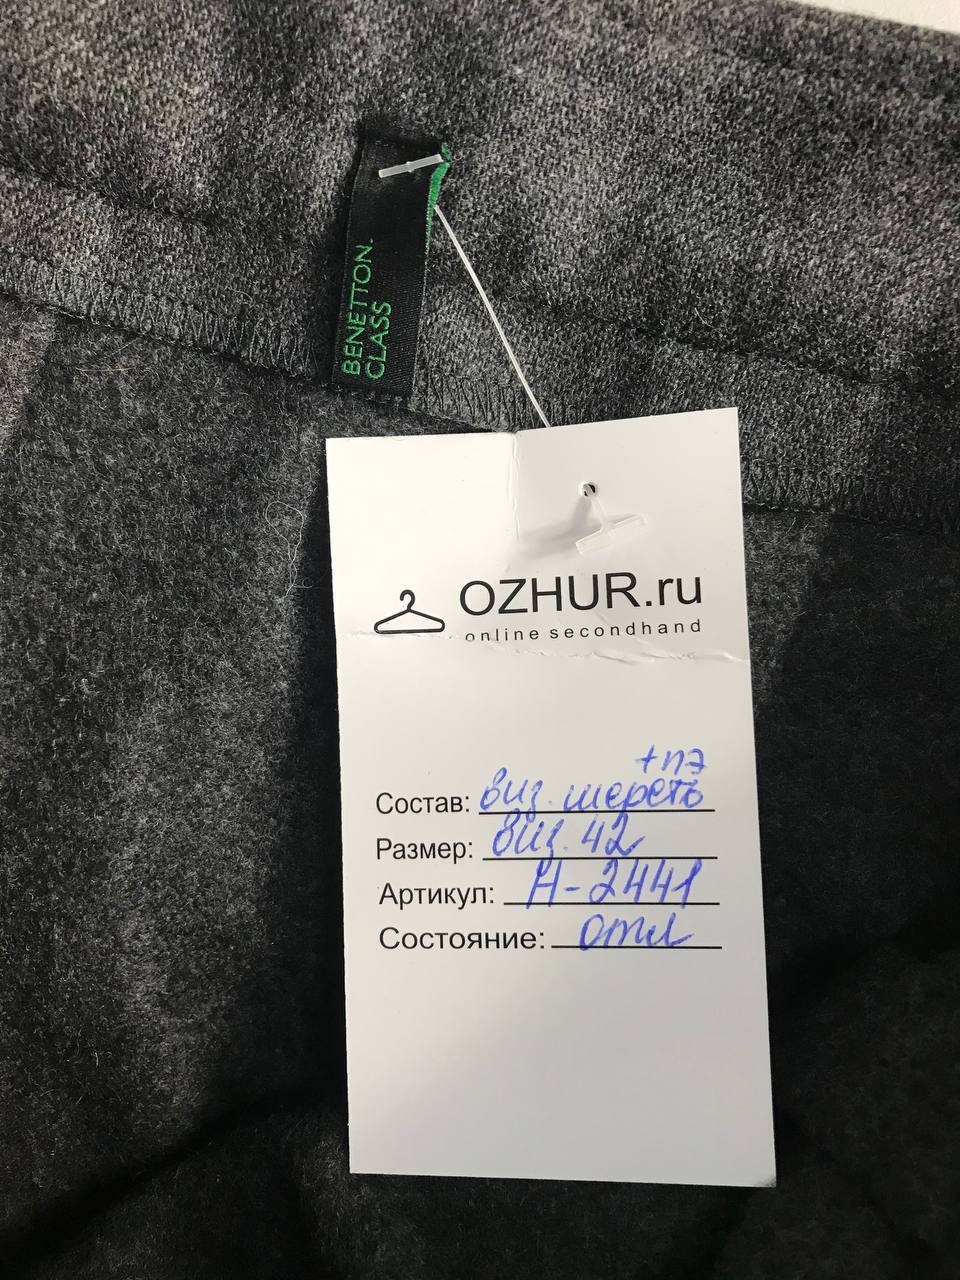 BENETTON.
CLASS
OZHUR.ru
online secondhand
+пэ
Состав: виз. шерсть
Размер: виз. 42
Артикул: Н-2441
Состояние: отл